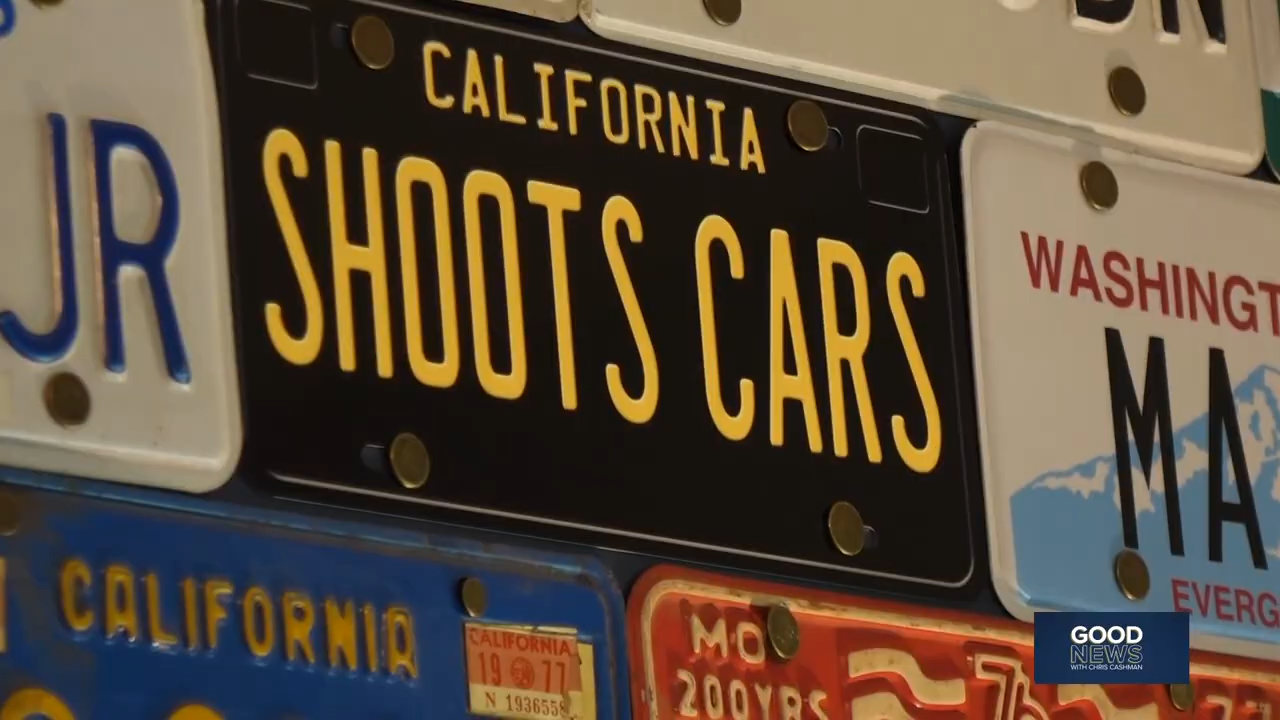 JR
CALIFORNIA
SHOOTS CARS
WASHINGT
MA
EVERG
CALIFORNIA
CALIFORNIA
19 77
MO
200YRS
76
GOOD
NEWS
WITH CHRIS CASHMAN